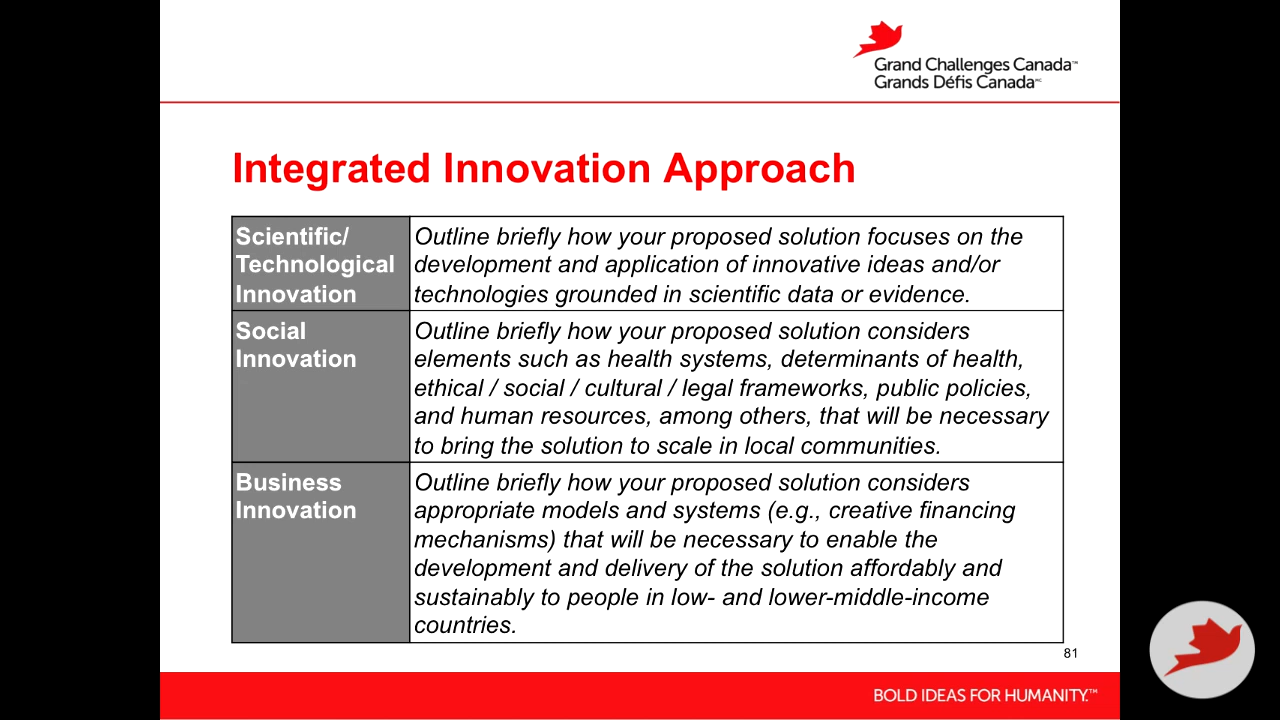 Grand Challenges Canada™
Grands Défis Canada
Integrated Innovation Approach
Scientific/
Technological
Innovation
Outline briefly how your proposed solution focuses on the
development and application of innovative ideas and/or
technologies grounded in scientific data or evidence.
Social
Innovation
Outline briefly how your proposed solution considers
elements such as health systems, determinants of health,
ethical / social / cultural / legal frameworks, public policies,
and human resources, among others, that will be necessary
to bring the solution to scale in local communities.
Business
Innovation
Outline briefly how your proposed solution considers
appropriate models and systems (e.g., creative financing
mechanisms) that will be necessary to enable the
development and delivery of the solution affordably and
sustainably to people in low- and lower-middle-income
countries.
81
BOLD IDEAS FOR HUMANITY.™